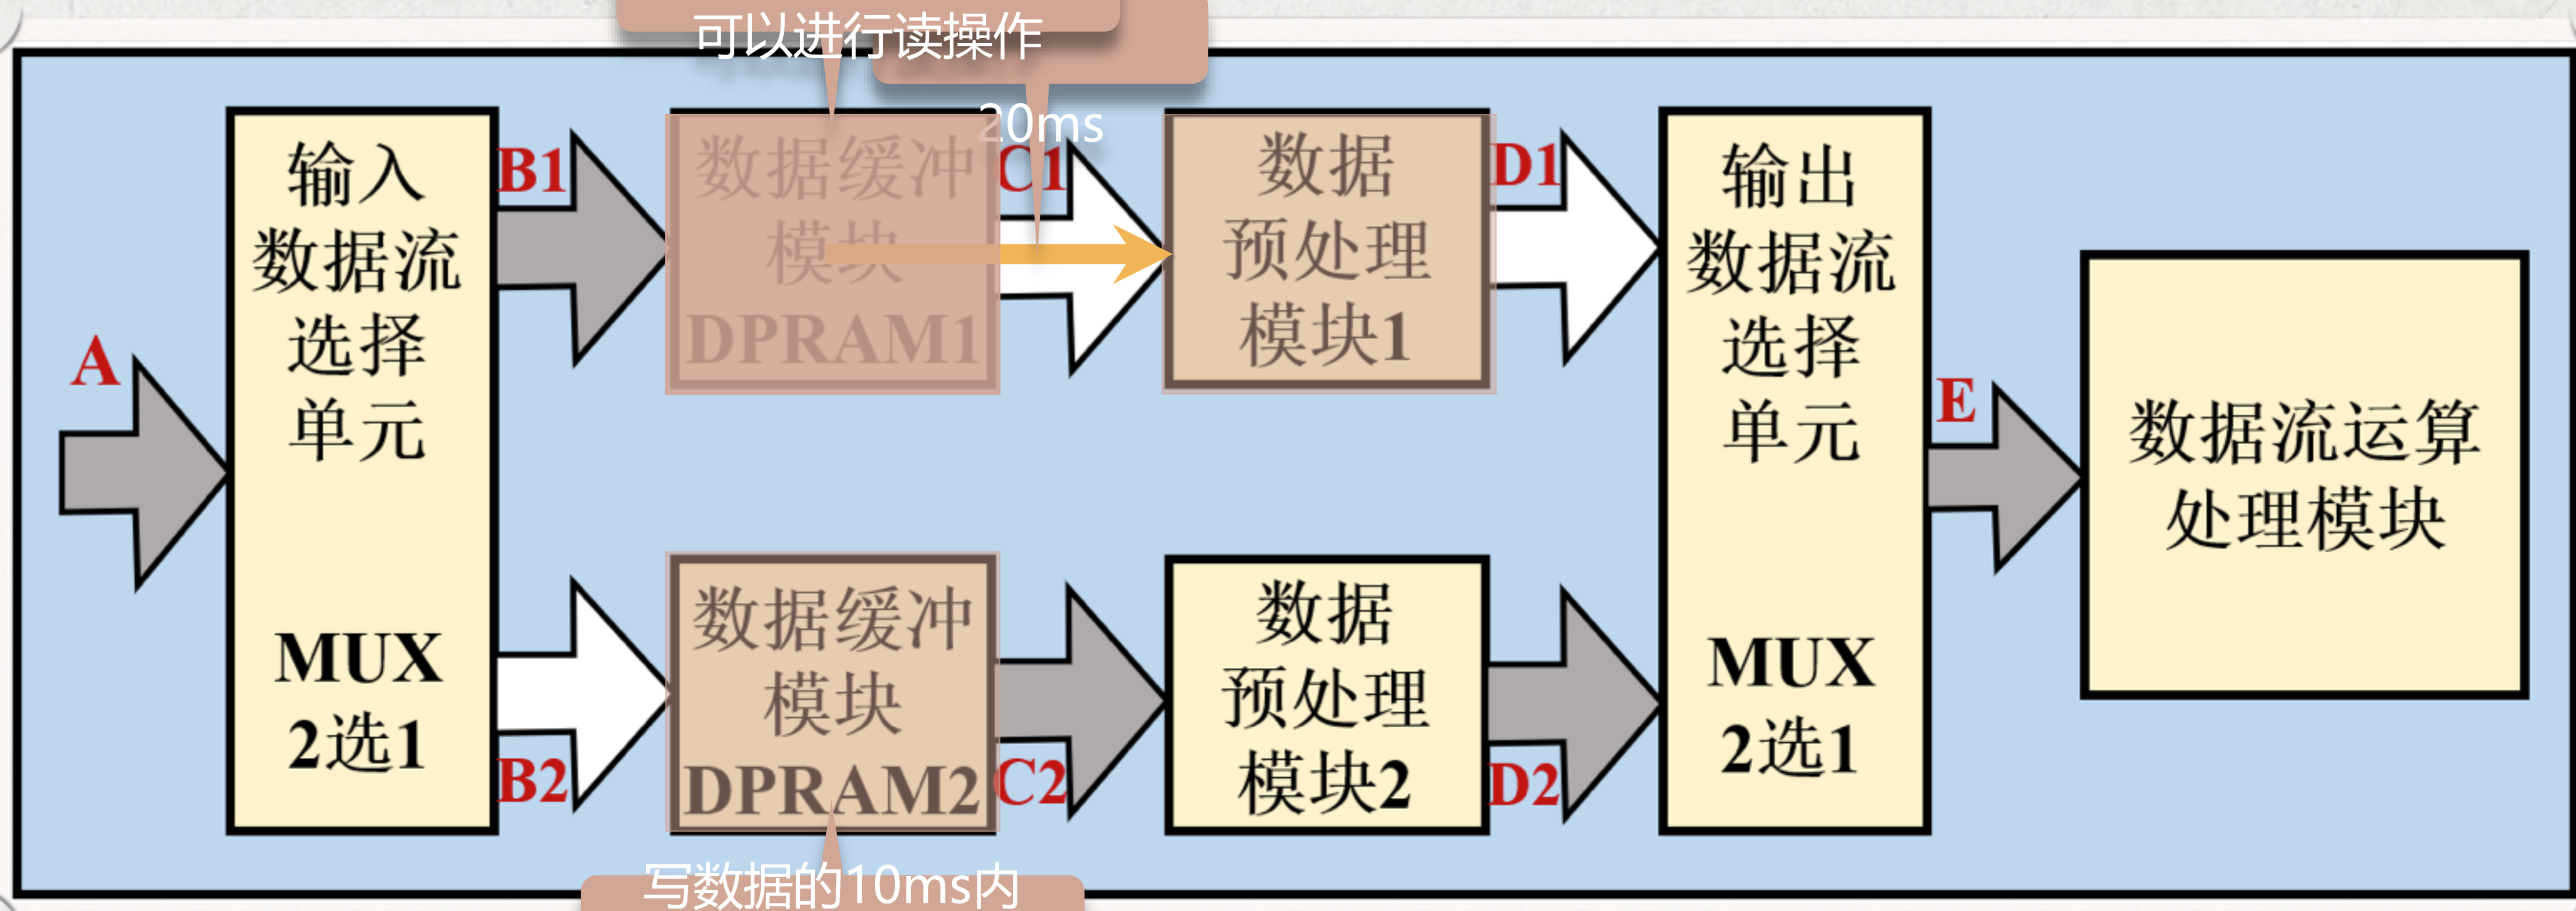 可以进行读操作
20ms
A
输入
数据流
选择
单元
MUX
2选1
B1
B2
数据缓冲
模块
DPRAM1
C1
数据
预处理
模块1
D1
数据缓冲
模块
DPRAM2
C2
数据
预处理
模块2
D2
输出
数据流
选择
单元
MUX
2选1
E
数据流运算
处理模块
写数据的10ms内